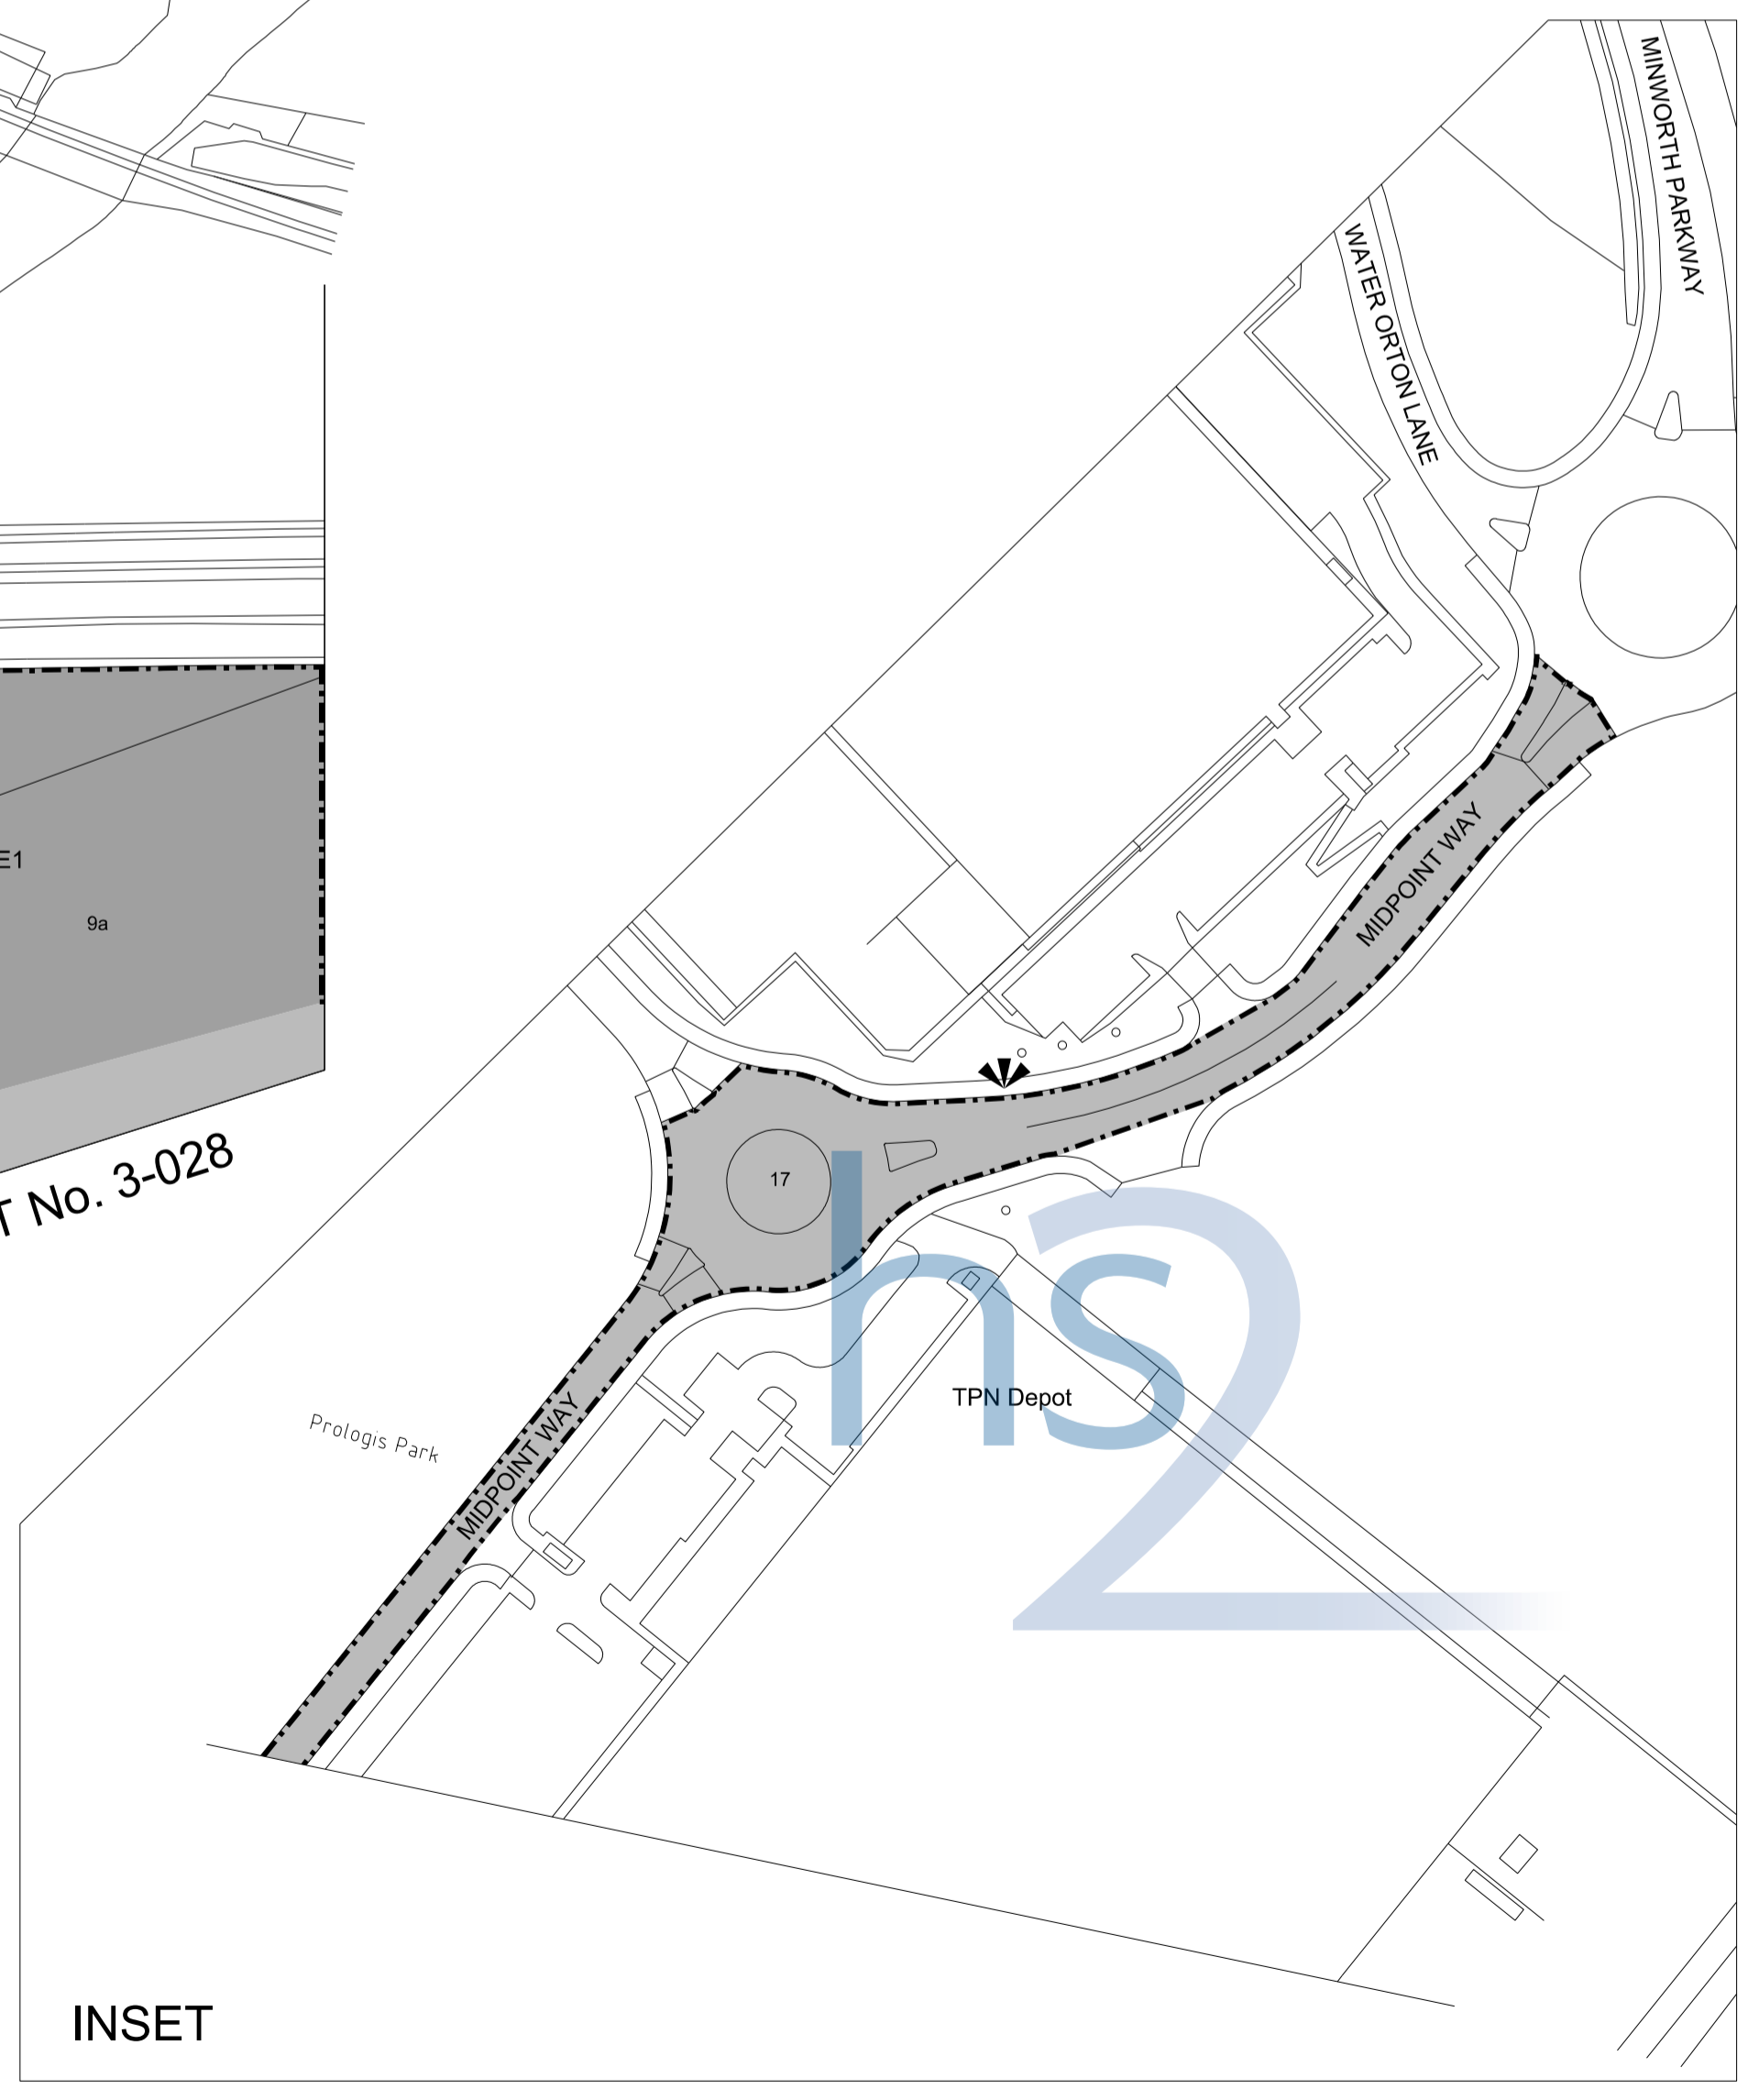 MINWORTH PARKWAY
WATER ORTON LANE
E1
9a
MIDPOINT WAY
T No. 3-028
17
hs2
TPN Depot
Prologis Park
MIDPOINT WAY
INSET